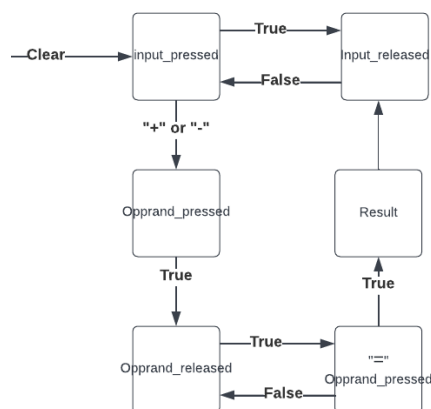 True
Clear
input_pressed
Input_released
False
"+" or "-"
Opprand_pressed
Result
True
True
True
"="
Opprand_released
Opprand_pressed
False